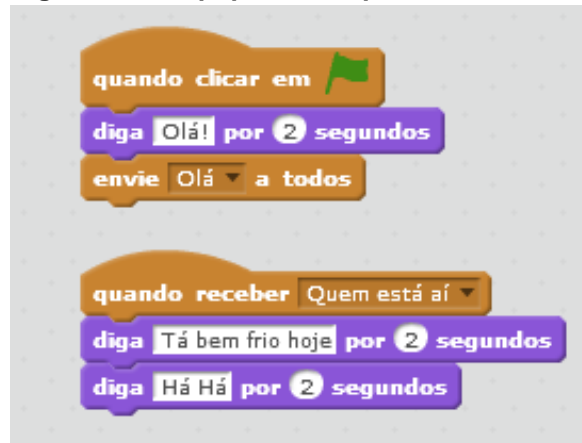 quando clicar em
diga Olá! por 2 segundos
envie Olá a todos
quando receber Quem está aí
diga Tá bem frio hoje por 2 segundos
diga Há Há por 2 segundos